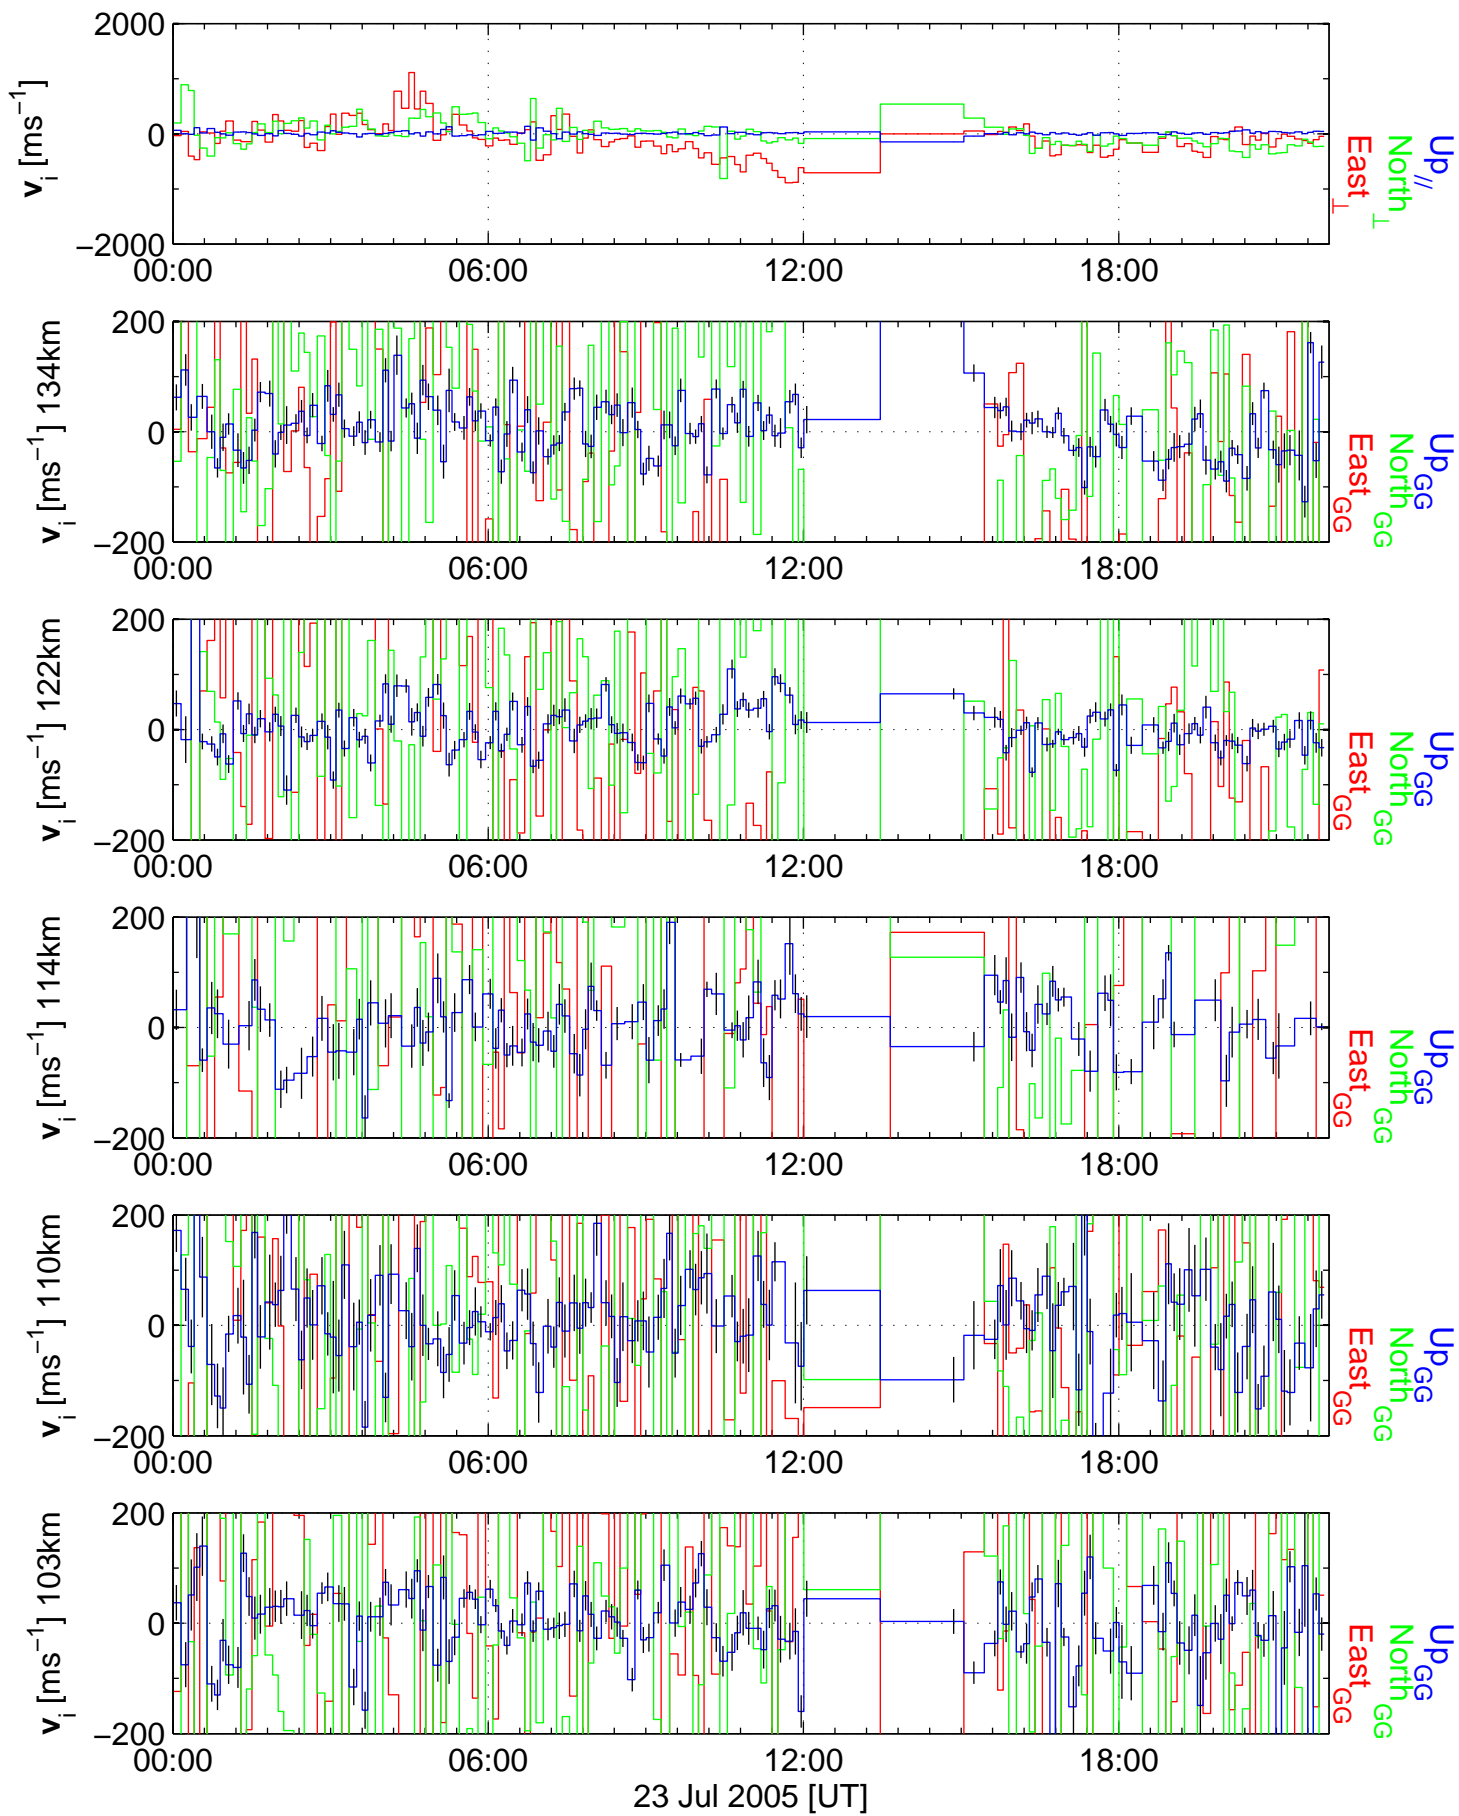 2000
0
−2000
v_i [ms^−1]
00:00 06:00 12:00 18:00
East_⊥
North_⊥
Up_//
200
0
−200
v_i [ms^−1] 134km
00:00 06:00 12:00 18:00
East_GG
North_GG
Up_GG
200
0
−200
v_i [ms^−1] 122km
00:00 06:00 12:00 18:00
East_GG
North_GG
Up_GG
200
0
−200
v_i [ms^−1] 114km
00:00 06:00 12:00 18:00
East_GG
North_GG
Up_GG
200
0
−200
v_i [ms^−1] 110km
00:00 06:00 12:00 18:00
East_GG
North_GG
Up_GG
200
0
−200
v_i [ms^−1] 103km
00:00 06:00 12:00 18:00
East_GG
North_GG
Up_GG
23 Jul 2005 [UT]